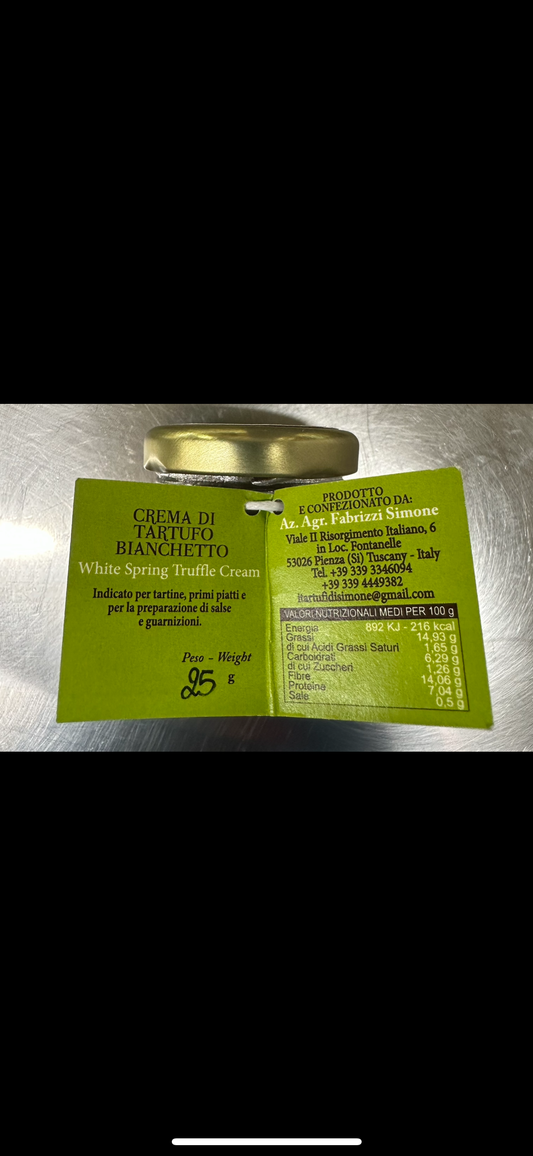 CREMA DI
TARTUFO
BIANCHETTO
White Spring Truffle Cream
Indicato per tartine, primi piatti e
per la preparazione di salse
e guarnizioni.
Peso - Weight
25 g
PRODOTTO
E CONFEZIONATO DA:
Az. Agr. Fabrizzi Simone
Viale II Risorgimento Italiano, 6
in Loc. Fontanelle
53026 Pienza (Si) Tuscany - Italy
Tel. +39 339 3346094
+39 339 4449382
itartufidisimone@gmail.com
VALORI NUTRIZIONALI MEDI PER 100 g
Energia 892 KJ - 216 kcal
Grassi 14,93 g
di cui Acidi Grassi Saturi 1,65 g
Carboidrati 6,29 g
di cui Zuccheri 1,26 g
Fibre 14,06 g
Proteine 7,04 g
Sale 0,5 g